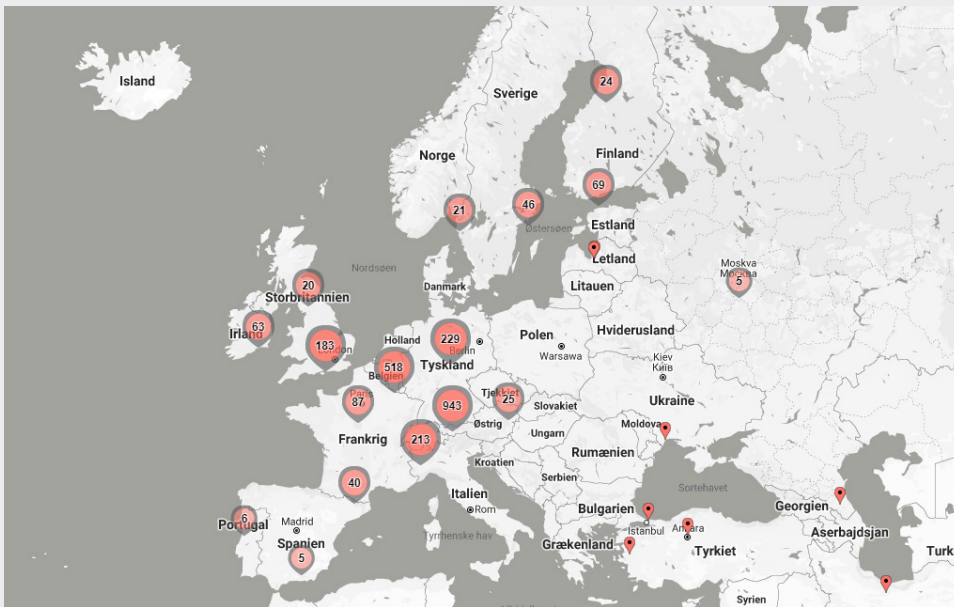 Island
Sverige
24
Norge
Finland
69
21
46
Estland
Østersøen
Letland
Moskva
Москва
5
Nordsøen
20
Storbritannien
Danmark
Litauen
63
Irland
183
London
Holland
229
Berlin
Polen
Warsawa
Hviderusland
518
Belgien
Tyskland
Kiev
Київ
Paris
87
943
Tjekkiet
25
Slovakiet
Ukraine
Østrig
Ungarn
Moldova
213
Frankrig
Kroatien
Rumænien
40
Serbien
Sortehavet
Italien
Rom
Bulgarien
Georgien
6
Portugal
Madrid
Istanbul
Ankara
Aserbajdsjan
Tyrrhenske hav
Spanien
5
Grækenland
Tyrkiet
Turk
Syrien